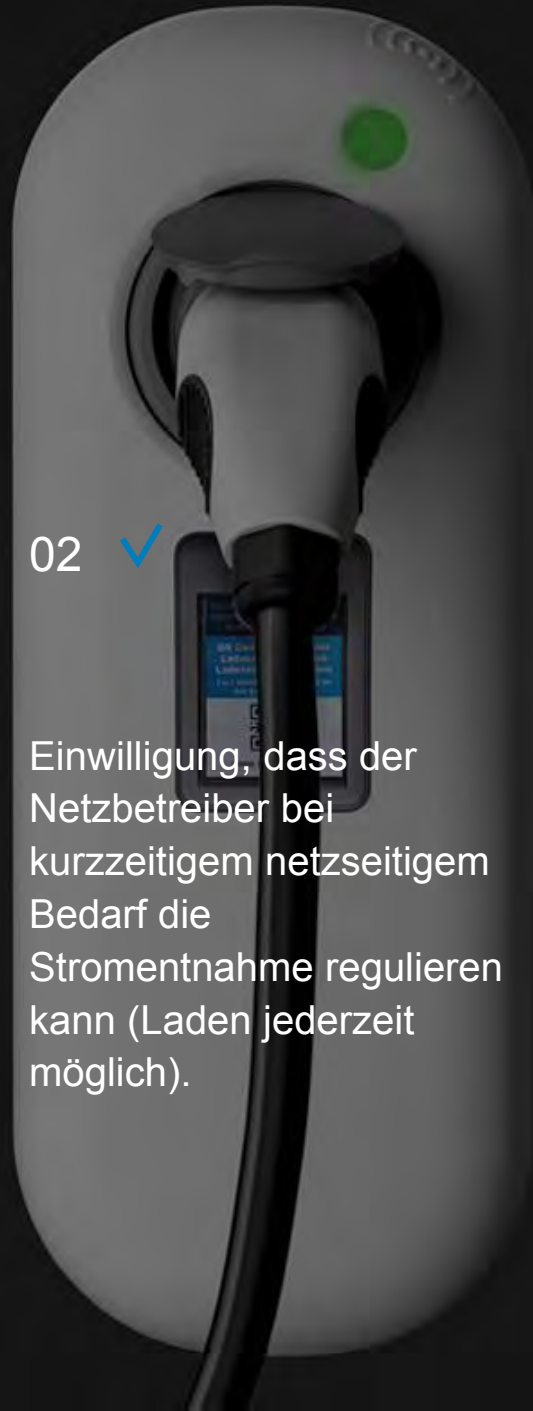 02
Einwilligung, dass der
Netzbetreiber bei
kurzzeitigem netzseitigem
Bedarf die
Stromentnahme regulieren
kann (Laden jederzeit
möglich).